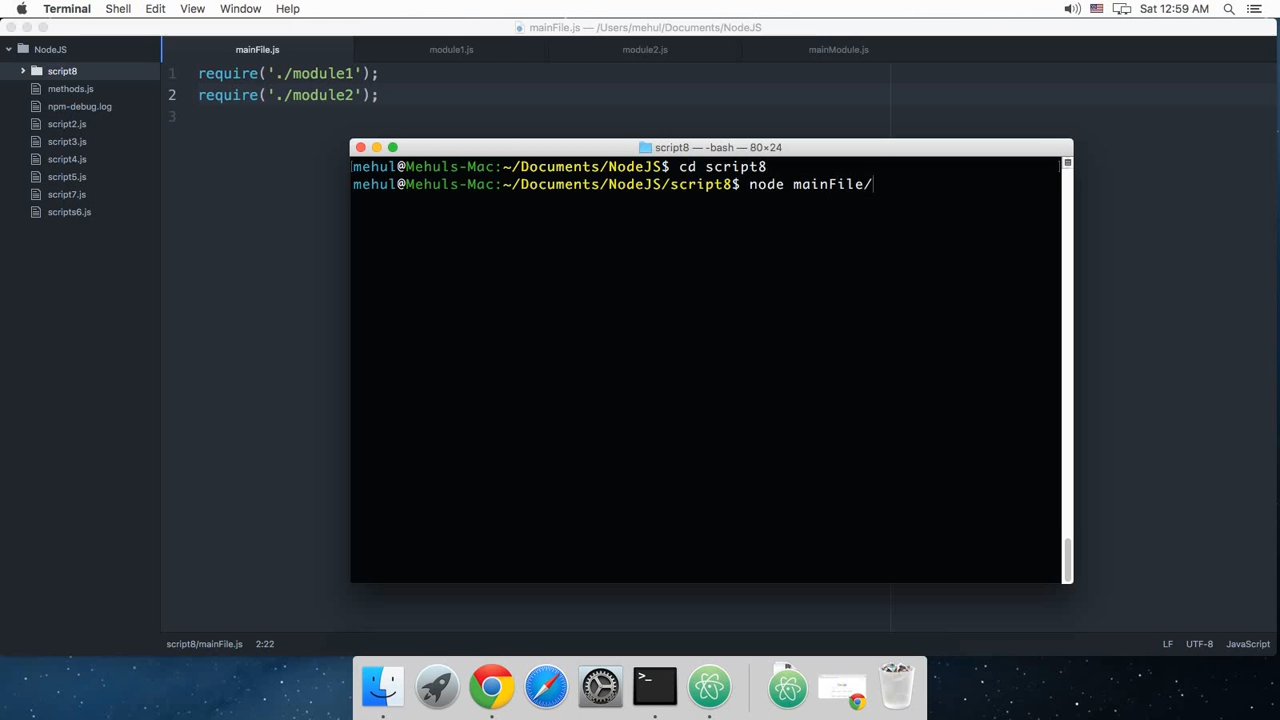 Terminal Shell Edit View Window Help Sat 12:59 AM
mainFile.js — /Users/mehul/Documents/NodeJS
NodeJS
script8
methods.js
npm-debug.log
script2.js
script3.js
script4.js
script5.js
script7.js
scripts6.js
mainFile.js module1.js module2.js mainModule.js
1 require('./module1');
2 require('./module2');
3
script8 — -bash — 80×24
mehul@Mehuls-Mac:~/Documents/NodeJS$ cd script8
mehul@Mehuls-Mac:~/Documents/NodeJS/script8$ node mainFile/
script8/mainFile.js 2:22 LF UTF-8 JavaScript
>_